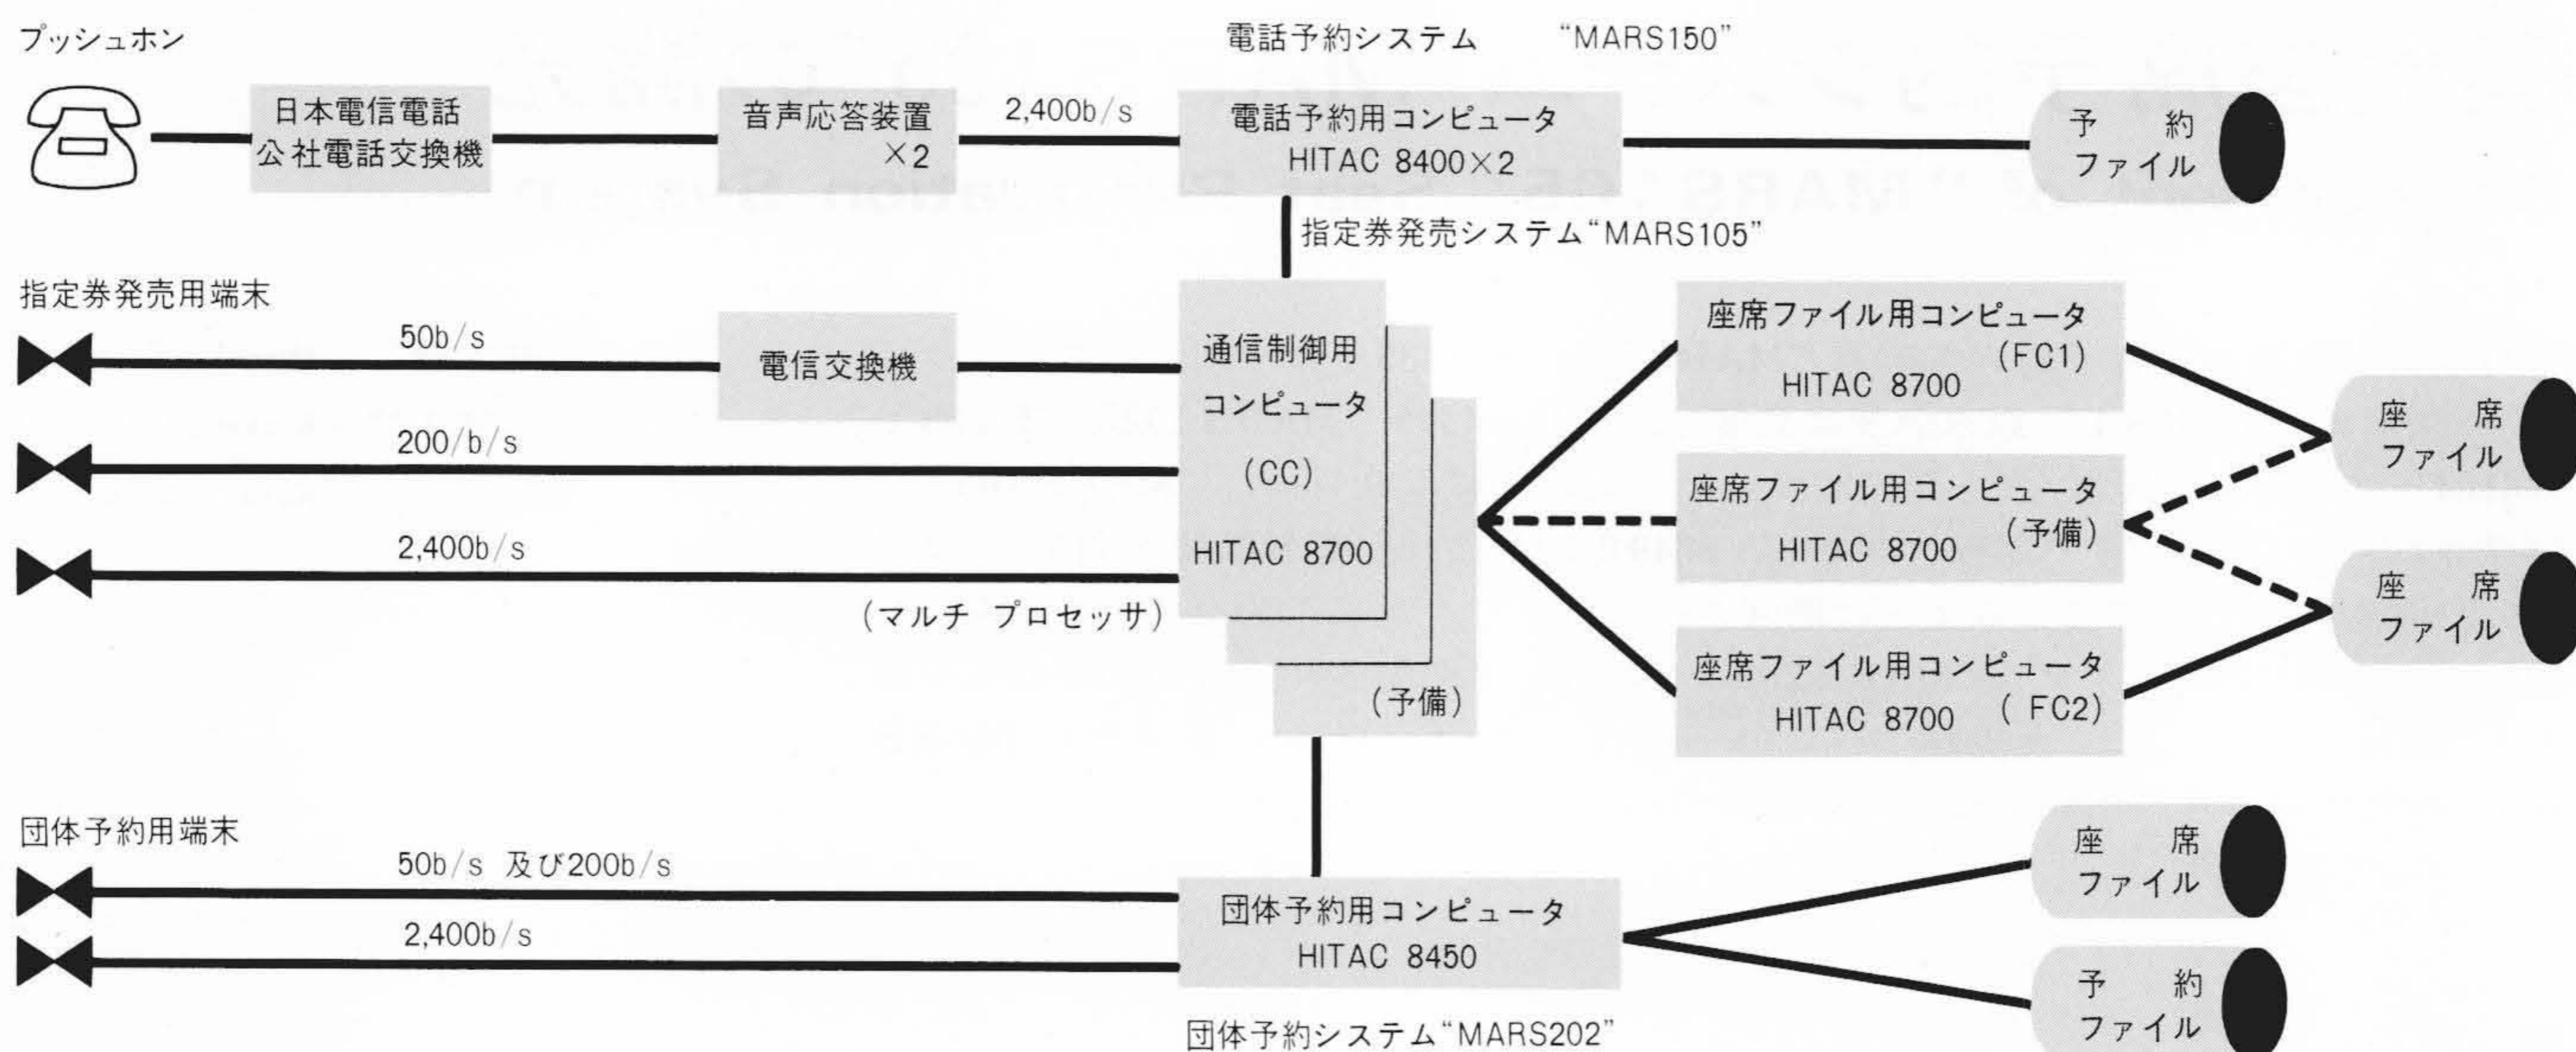 プッシュホン
電話予約システム　“MARS150”
日本電信電話
公社電話交換機
音声応答装置
×2
2,400b/s
電話予約用コンピュータ
HITAC 8400×2
予　約
ファイル
指定券発売システム“MARS105”
指定券発売用端末
50b/s
電信交換機
200/b/s
2,400b/s
(マルチ プロセッサ)
通信制御用
コンピュータ
(CC)
HITAC 8700
(予備)
座席ファイル用コンピュータ
(FC1)
HITAC 8700
座席ファイル用コンピュータ
(予備)
HITAC 8700
座席ファイル用コンピュータ
( FC2)
HITAC 8700
座　席
ファイル
座　席
ファイル
団体予約用端末
50b/s 及び200b/s
2,400b/s
団体予約用コンピュータ
HITAC 8450
座　席
ファイル
予　約
ファイル
団体予約システム“MARS202”